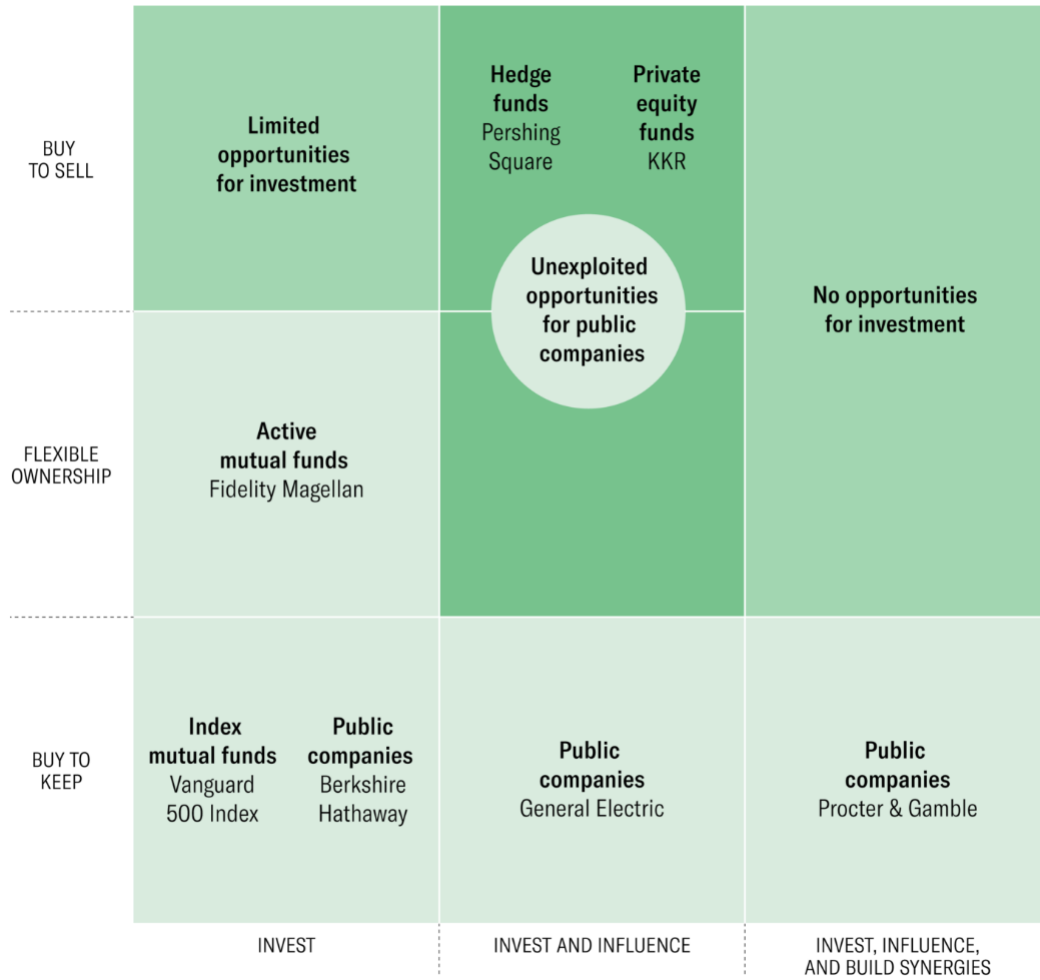 BUY
TO SELL
Limited
opportunities
for investment
Hedge
funds
Pershing
Square
Private
equity
funds
KKR
Unexploited
opportunities
for public
companies
No opportunities
for investment
FLEXIBLE
OWNERSHIP
Active
mutual funds
Fidelity Magellan
BUY TO
KEEP
Index
mutual funds
Vanguard
500 Index
Public
companies
Berkshire
Hathaway
Public
companies
General Electric
Public
companies
Procter & Gamble
INVEST
INVEST AND INFLUENCE
INVEST, INFLUENCE,
AND BUILD SYNERGIES